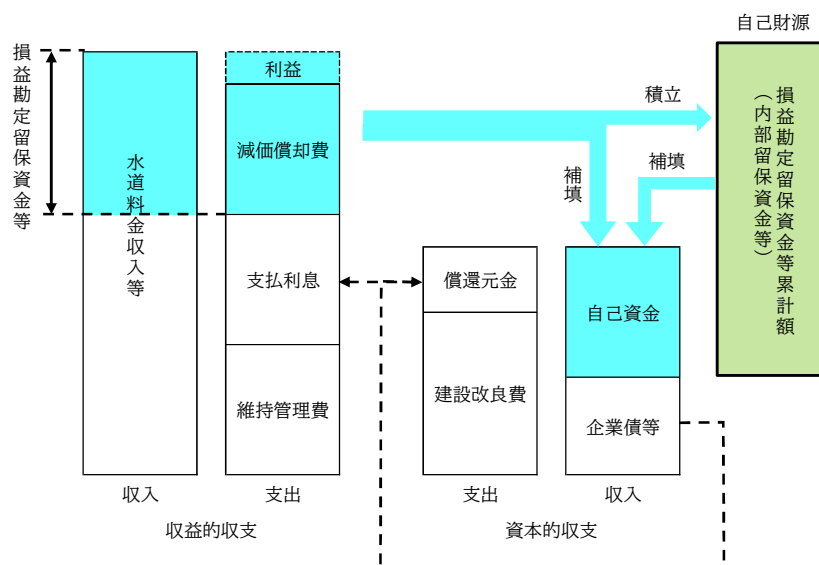 自己財源
損益勘定留保資金等
水道料金収入等
利益
減価償却費
支払利息
維持管理費
積立
補填
補填
償還元金
建設改良費
自己資金
企業債等
損益勘定留保資金等累計額
（内部留保資金等）
収入
支出
支出
収入
収益的収支
資本的収支